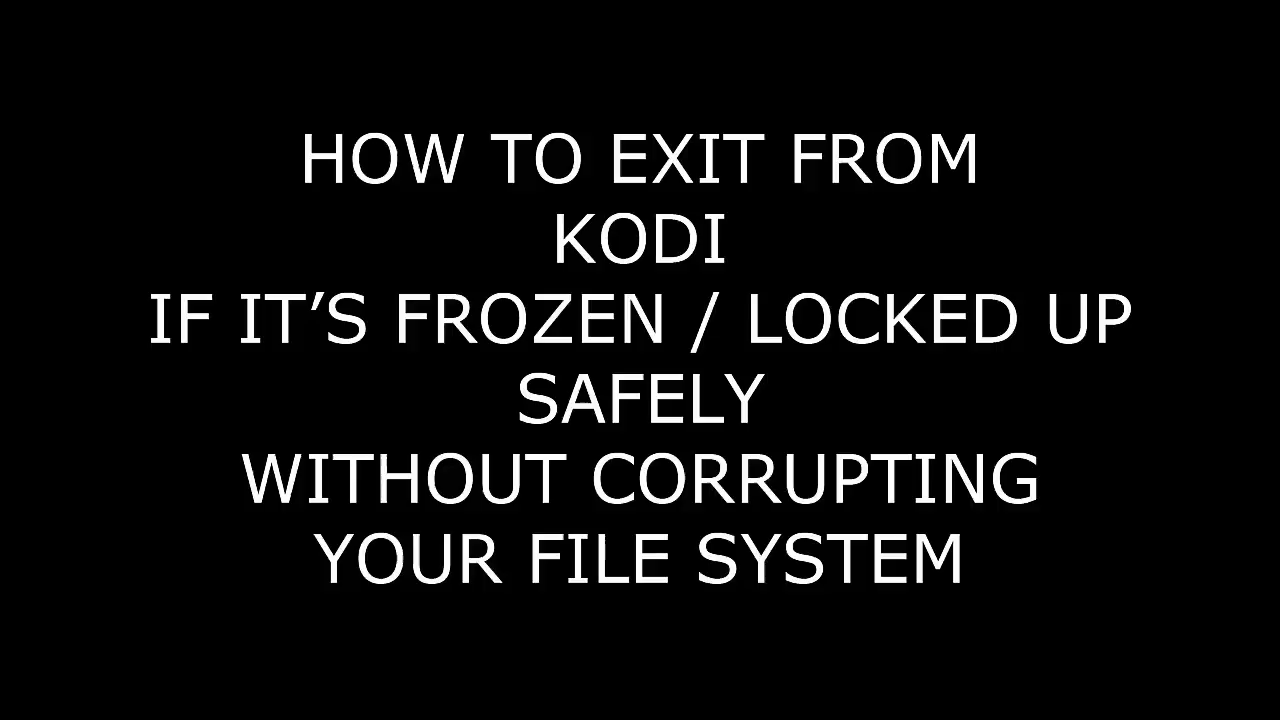 HOW TO EXIT FROM
KODI
IF IT’S FROZEN / LOCKED UP
SAFELY
WITHOUT CORRUPTING
YOUR FILE SYSTEM